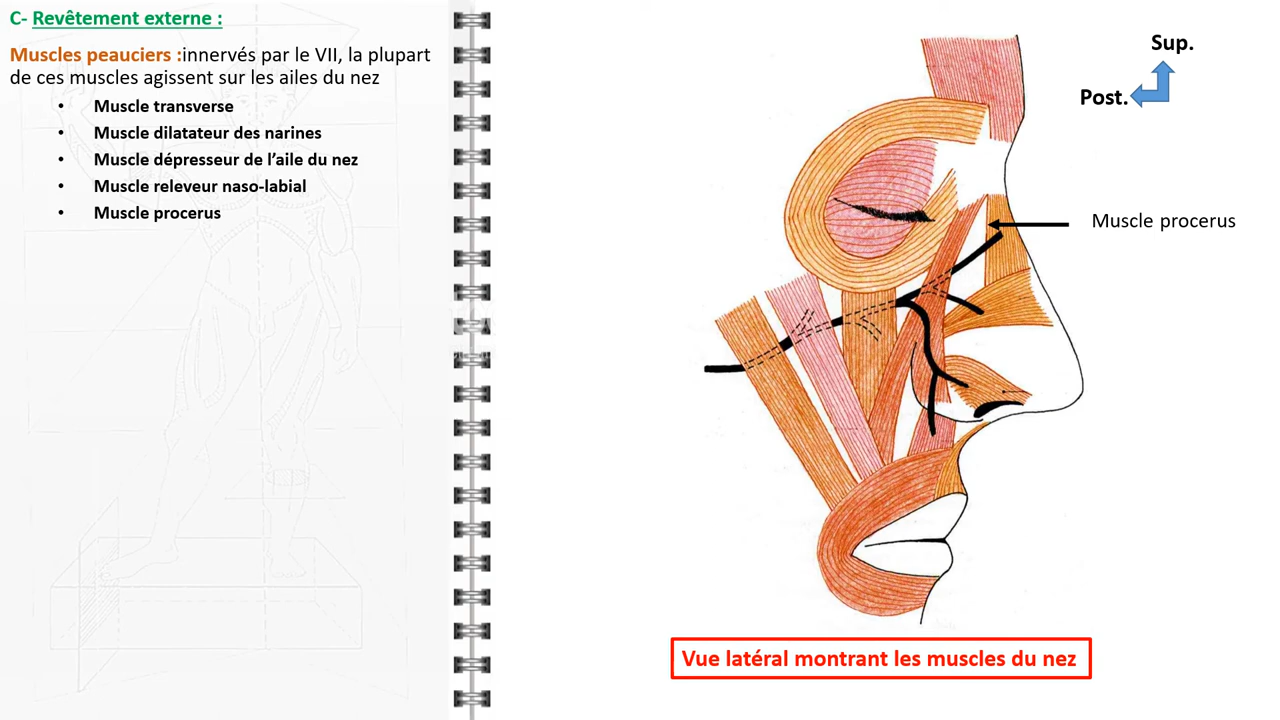 C- Revêtement externe :
Muscles peauciers :innervés par le VII, la plupart
de ces muscles agissent sur les ailes du nez
• Muscle transverse
• Muscle dilatateur des narines
• Muscle dépresseur de l’aile du nez
• Muscle releveur naso-labial
• Muscle procerus
Sup.
Post.
Muscle procerus
Vue latéral montrant les muscles du nez